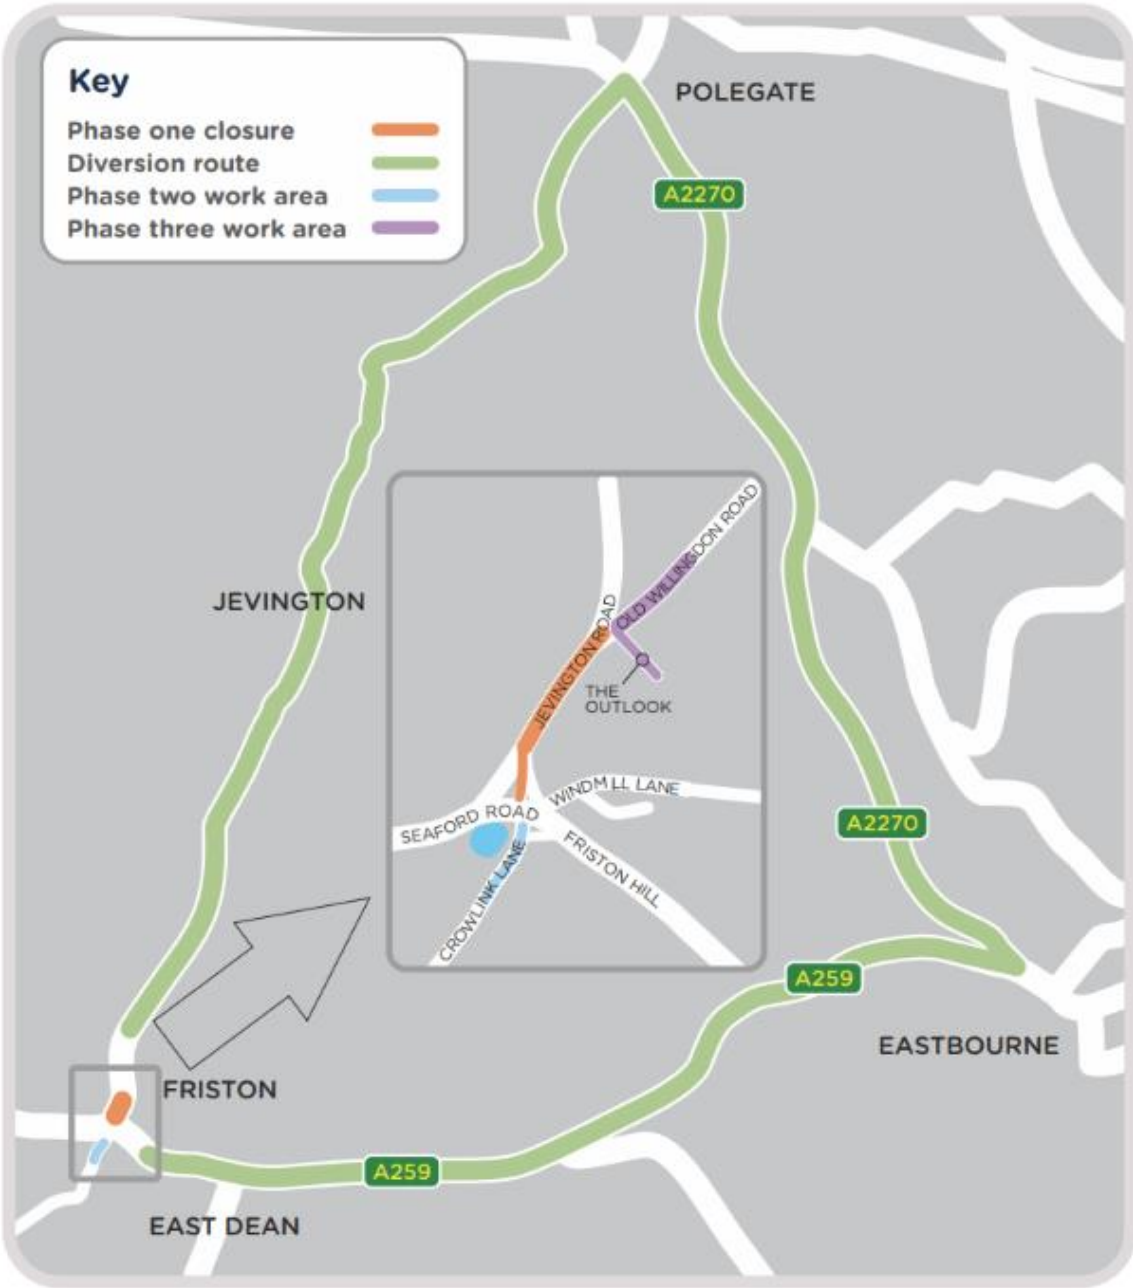 Key
Phase one closure
Diversion route
Phase two work area
Phase three work area
POLEGATE
A2270
JEVINGTON
OLD WILLINGDON ROAD
JEVINGTON ROAD
THE
OUTLOOK
WINDMILL LANE
SEAFORD ROAD
CROWLINK LANE
FRISTON HILL
A2270
A259
EASTBOURNE
FRISTON
A259
EAST DEAN